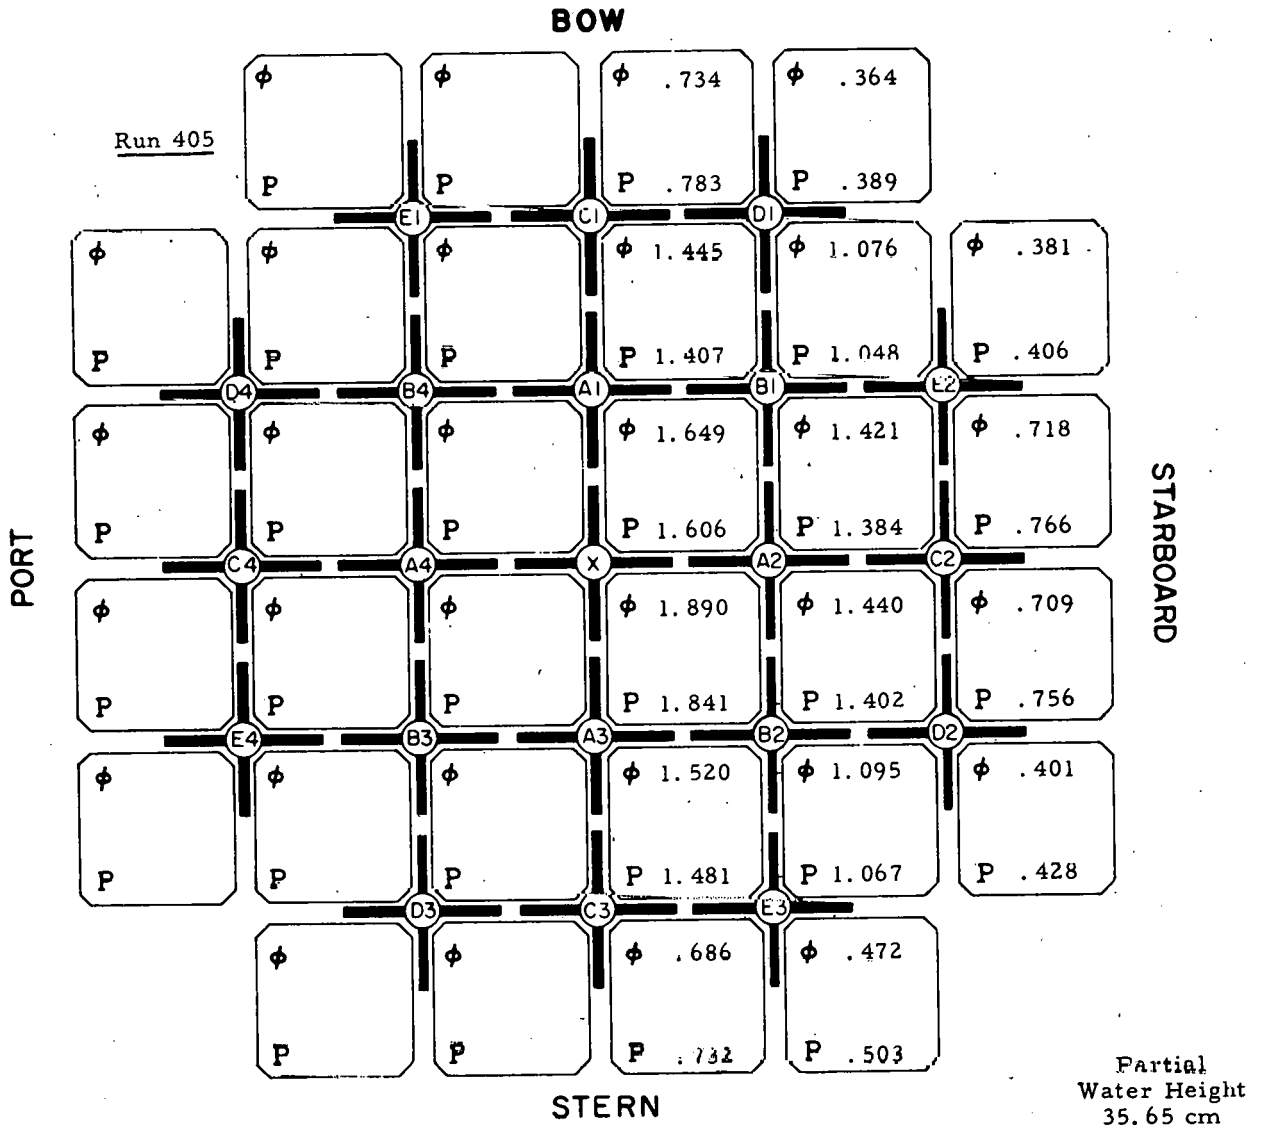 BOW
φ φ φ .734 φ .364
Run 405
P P P .783 P .389
E1 C1 D1
φ φ φ φ 1.445 φ 1.076 φ .381
P P P P 1.407 P 1.048 P .406
D4 B4 A1 B1 E2
φ φ φ φ 1.649 φ 1.421 φ .718
STARBOARD
PORT
P P P P 1.606 P 1.384 P .766
C4 A4 X A2 C2
φ φ φ φ 1.890 φ 1.440 φ .709
P P P P 1.841 P 1.402 P .756
E4 B3 A3 B2 D2
φ φ φ φ 1.520 φ 1.095 φ .401
P P P P 1.481 P 1.067 P .428
D3 C3 E3
φ φ φ .686 φ .472
P P P .732 P .503
Partial
Water Height
35.65 cm
STERN